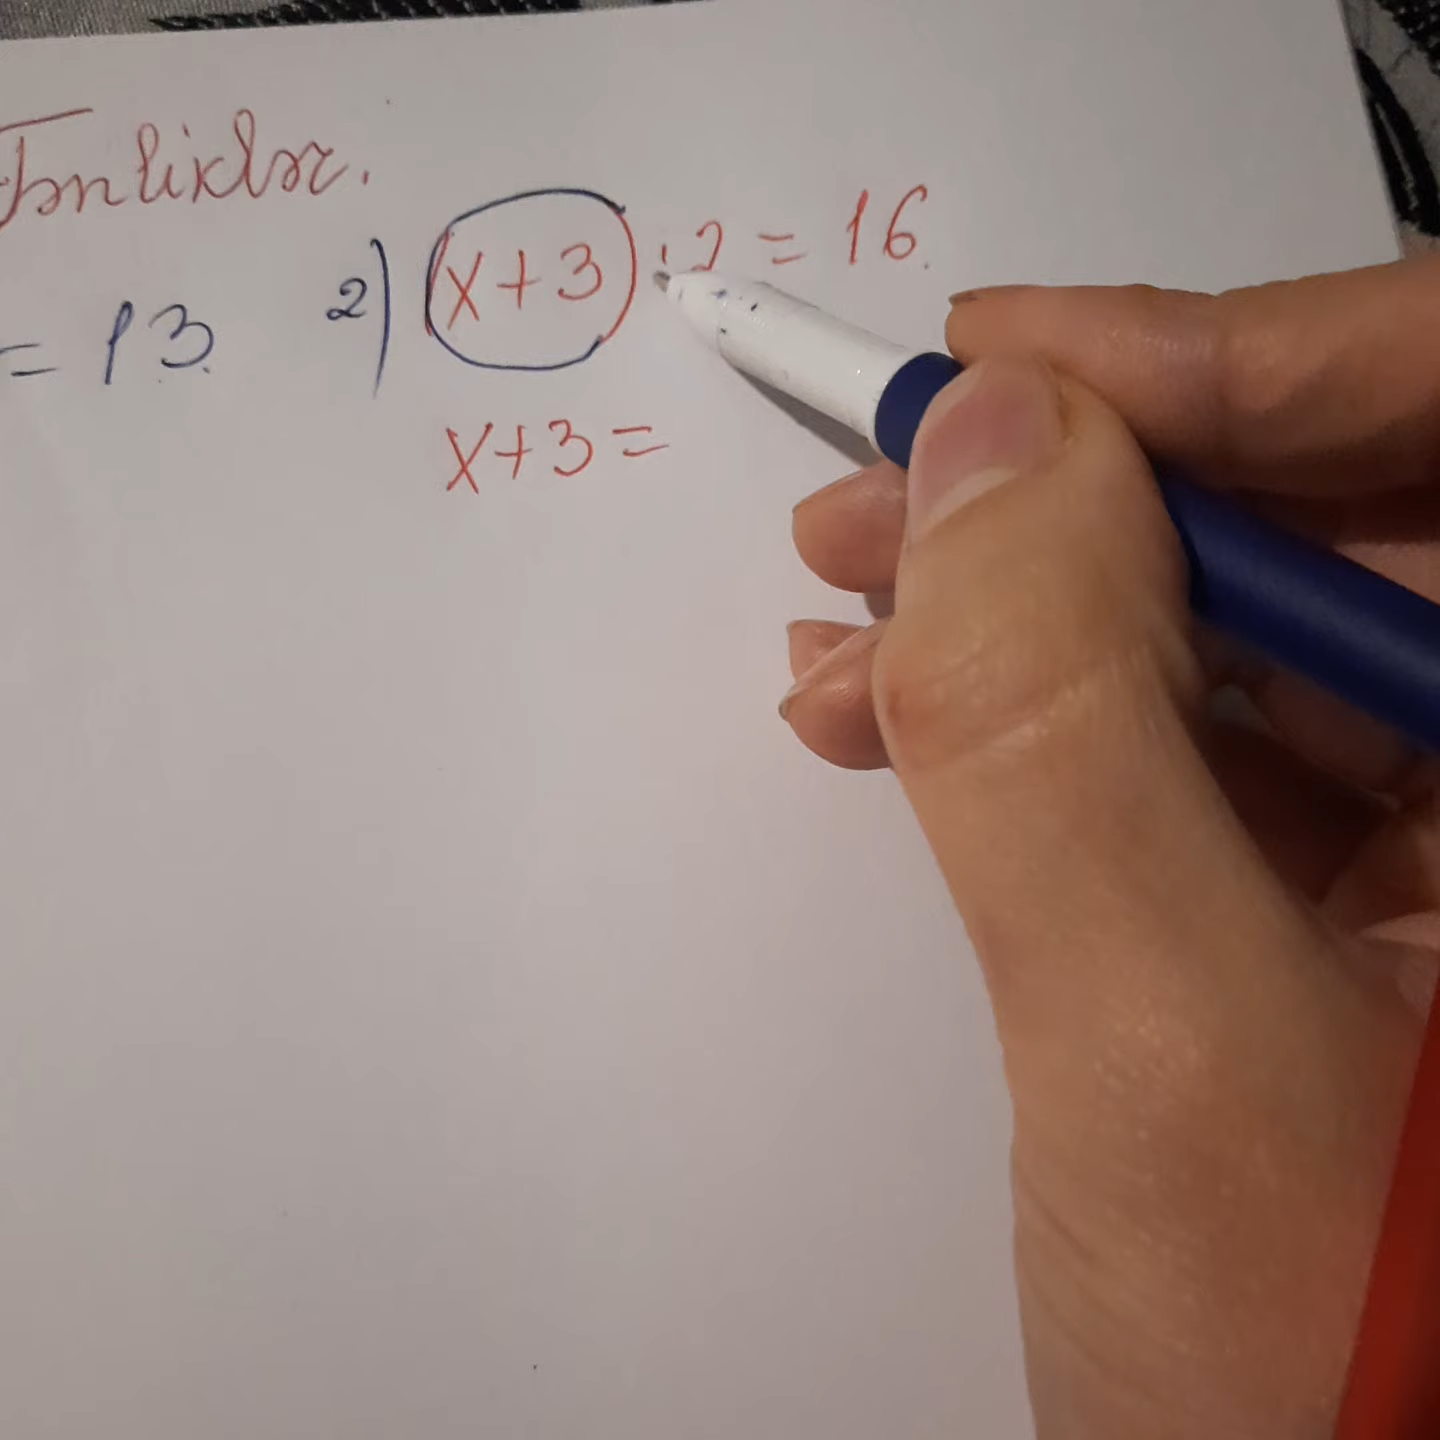 Tənliklər.
= 13. 2) (x+3) : 2 = 16.
x+3=